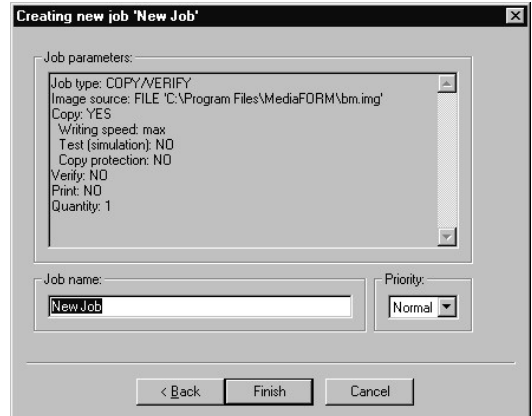 Creating new job 'New Job'
Job parameters:
Job type: COPY/VERIFY
Image source: FILE 'C:\Program Files\MediaFORM\bm.img'
Copy: YES
Writing speed: max
Test (simulation): NO
Copy protection: NO
Verify: NO
Print: NO
Quantity: 1
Job name:
Priority:
New Job
Normal
< Back
Finish
Cancel